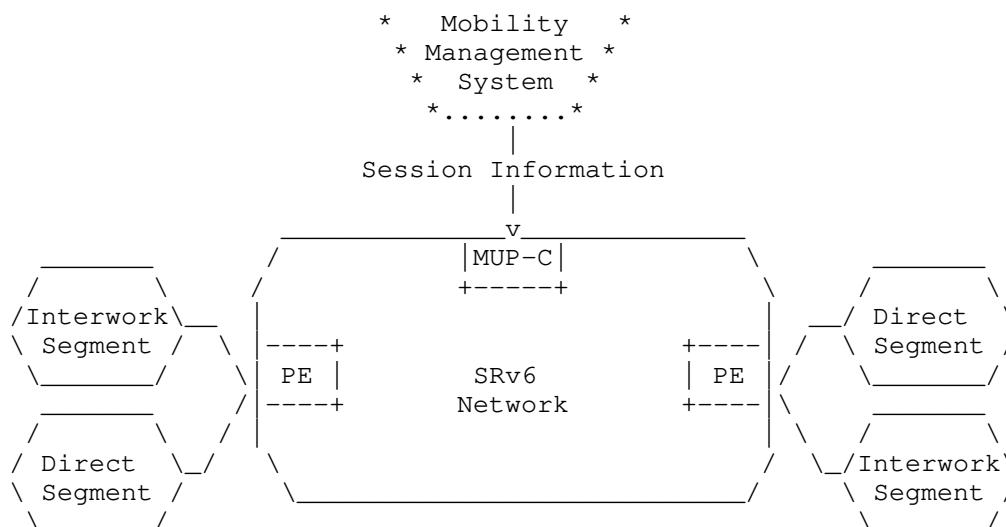 Mobility
Management
System
Session Information
MUP-C
Interwork
Segment
Direct
Segment
PE
SRv6
Network
PE
Direct
Segment
Interwork
Segment